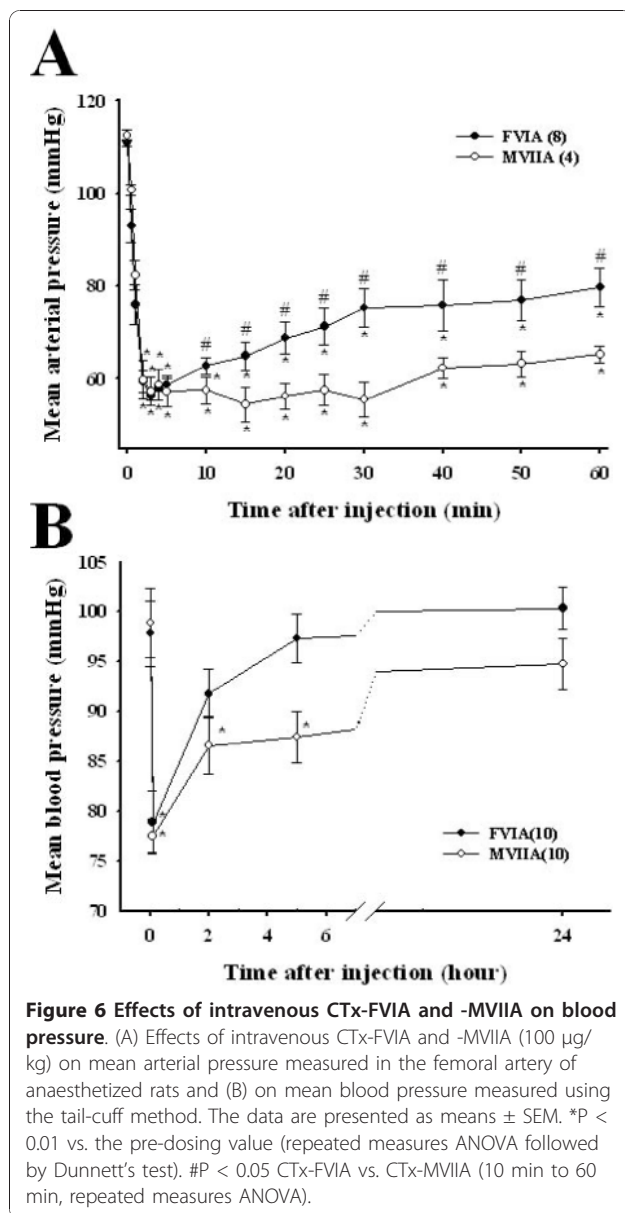 A
Mean arterial pressure (mmHg)
120
100
80
60
FVIA (8)
MVIIA (4)
* * * * * * * * *
# # # # # # # #
* * * * * * * *
* * * * * * * *
0 10 20 30 40 50 60
Time after injection (min)
B
Mean blood pressure (mmHg)
105
100
95
90
85
80
75
70
* * * *
FVIA(10)
MVIIA(10)
0 2 4 6 24
Time after injection (hour)
Figure 6 Effects of intravenous CTx-FVIA and -MVIIA on blood
pressure. (A) Effects of intravenous CTx-FVIA and -MVIIA (100 μg/
kg) on mean arterial pressure measured in the femoral artery of
anaesthetized rats and (B) on mean blood pressure measured using
the tail-cuff method. The data are presented as means ± SEM. *P <
0.01 vs. the pre-dosing value (repeated measures ANOVA followed
by Dunnett's test). #P < 0.05 CTx-FVIA vs. CTx-MVIIA (10 min to 60
min, repeated measures ANOVA).